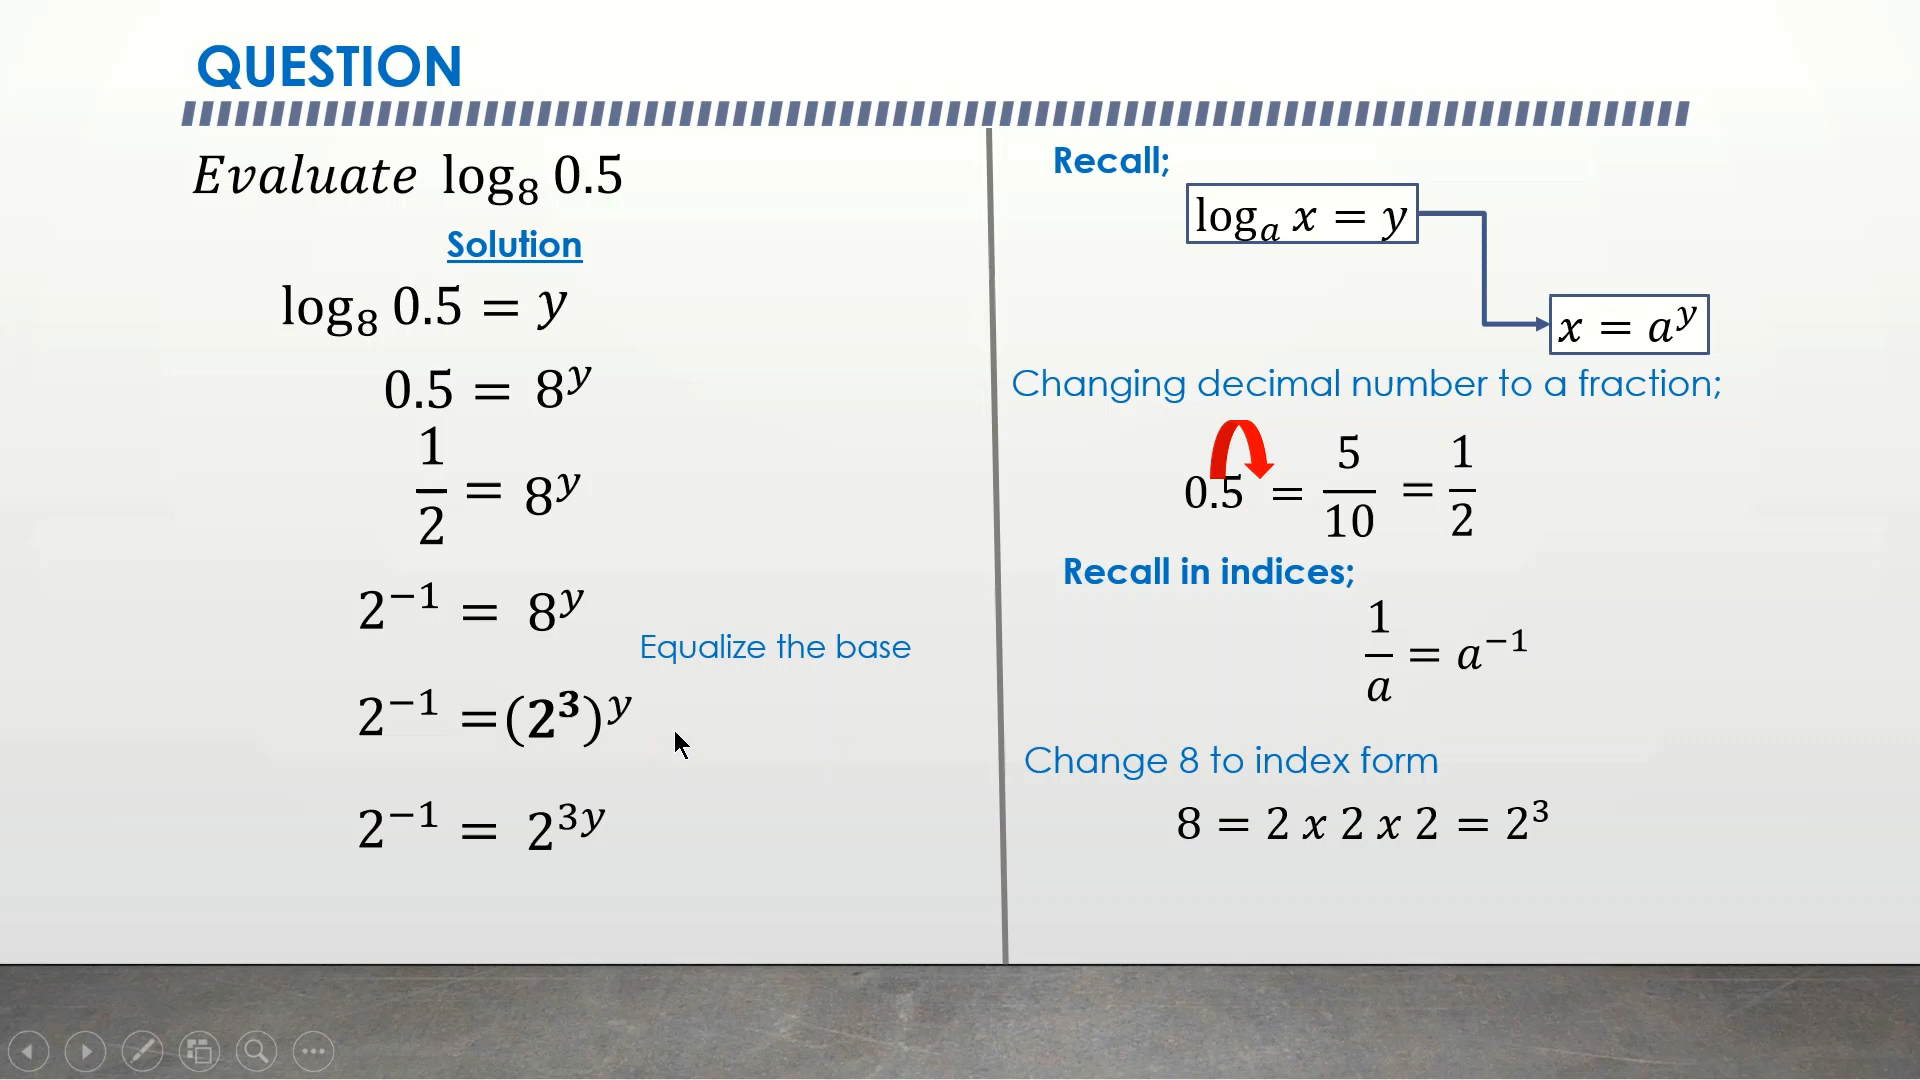 QUESTION
Evaluate log₈ 0.5
Solution
log₈ 0.5 = y
0.5 = 8ʸ
1/2 = 8ʸ
2⁻¹ = 8ʸ
Equalize the base
2⁻¹ =(2³)ʸ
2⁻¹ = 2³ʸ
Recall;
logₐ x = y
x = aʸ
Changing decimal number to a fraction;
0.5 = 5/10 = 1/2
Recall in indices;
1/a = a⁻¹
Change 8 to index form
8 = 2 x 2 x 2 = 2³